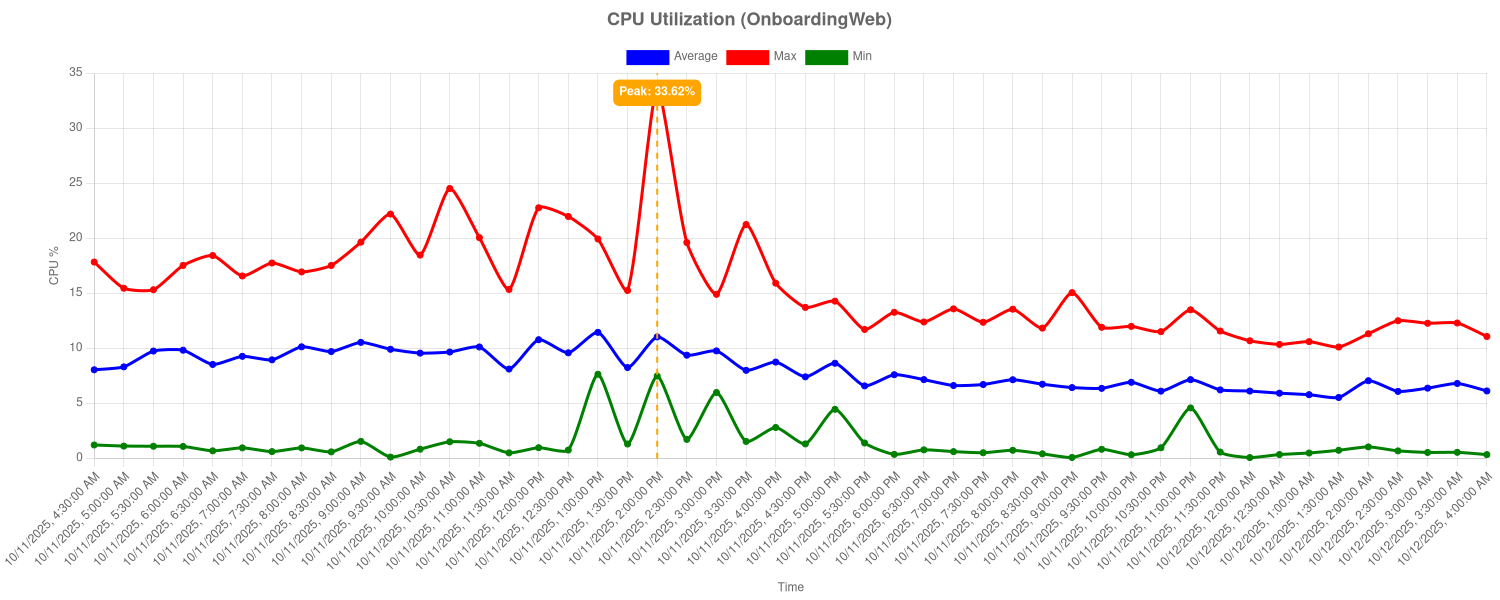 CPU Utilization (OnboardingWeb)
Average Max Min
Peak: 33.62%
CPU %
35
30
25
20
15
10
5
0
10/11/2025, 4:30:00 AM
10/11/2025, 5:00:00 AM
10/11/2025, 5:30:00 AM
10/11/2025, 6:00:00 AM
10/11/2025, 6:30:00 AM
10/11/2025, 7:00:00 AM
10/11/2025, 7:30:00 AM
10/11/2025, 8:00:00 AM
10/11/2025, 8:30:00 AM
10/11/2025, 9:00:00 AM
10/11/2025, 9:30:00 AM
10/11/2025, 10:00:00 AM
10/11/2025, 10:30:00 AM
10/11/2025, 11:00:00 AM
10/11/2025, 11:30:00 AM
10/11/2025, 12:00:00 PM
10/11/2025, 12:30:00 PM
10/11/2025, 1:00:00 PM
10/11/2025, 1:30:00 PM
10/11/2025, 2:00:00 PM
10/11/2025, 2:30:00 PM
10/11/2025, 3:00:00 PM
10/11/2025, 3:30:00 PM
10/11/2025, 4:00:00 PM
10/11/2025, 4:30:00 PM
10/11/2025, 5:00:00 PM
10/11/2025, 5:30:00 PM
10/11/2025, 6:00:00 PM
10/11/2025, 6:30:00 PM
10/11/2025, 7:00:00 PM
10/11/2025, 7:30:00 PM
10/11/2025, 8:00:00 PM
10/11/2025, 8:30:00 PM
10/11/2025, 9:00:00 PM
10/11/2025, 9:30:00 PM
10/11/2025, 10:00:00 PM
10/11/2025, 10:30:00 PM
10/11/2025, 11:00:00 PM
10/11/2025, 11:30:00 PM
10/12/2025, 12:00:00 AM
10/12/2025, 12:30:00 AM
10/12/2025, 1:00:00 AM
10/12/2025, 1:30:00 AM
10/12/2025, 2:00:00 AM
10/12/2025, 2:30:00 AM
10/12/2025, 3:00:00 AM
10/12/2025, 3:30:00 AM
10/12/2025, 4:00:00 AM
Time